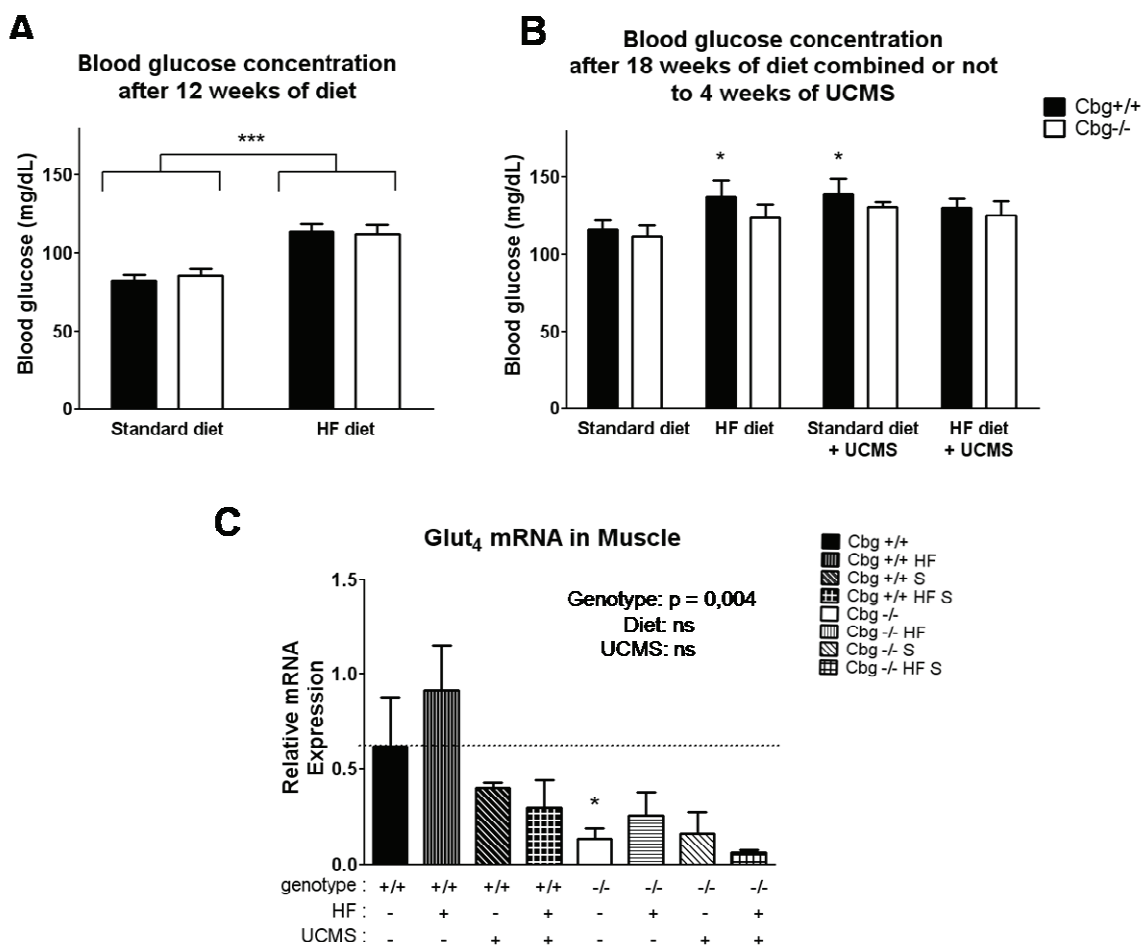 A
Blood glucose concentration
after 12 weeks of diet
Blood glucose (mg/dL)
150
100
50
0
***
Standard diet
HF diet
B
Blood glucose concentration
after 18 weeks of diet combined or not
to 4 weeks of UCMS
Cbg+/+
Cbg-/-
Blood glucose (mg/dL)
150
100
50
0
*
*
Standard diet
HF diet
Standard diet
+ UCMS
HF diet
+ UCMS
C
Glut4 mRNA in Muscle
Cbg +/+
Cbg +/+ HF
Cbg +/+ S
Cbg +/+ HF S
Cbg -/-
Cbg -/- HF
Cbg -/- S
Cbg -/- HF S
Genotype: p = 0,004
Diet: ns
UCMS: ns
Relative mRNA
Expression
1.5
1.0
0.5
0.0
*
genotype : +/+ +/+ +/+ +/+ -/- -/- -/- -/-
HF : - + - + - + - +
UCMS : - - + + - - + +